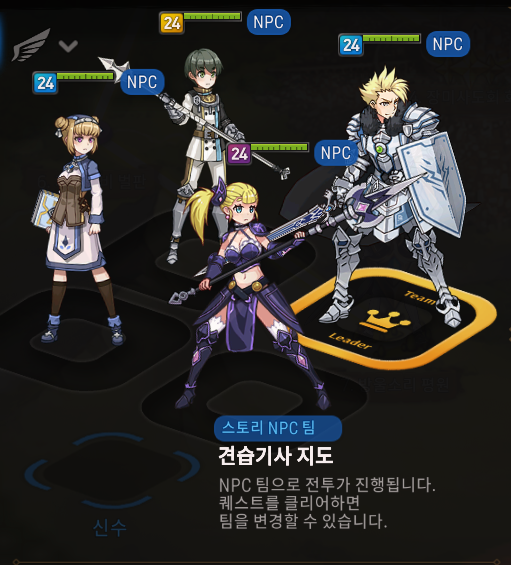 24 NPC
24 NPC
24 NPC
24 NPC
Team
Leader
스토리 NPC 팀
견습기사 지도
NPC 팀으로 전투가 진행됩니다.
퀘스트를 클리어하면
팀을 변경할 수 있습니다.
신수